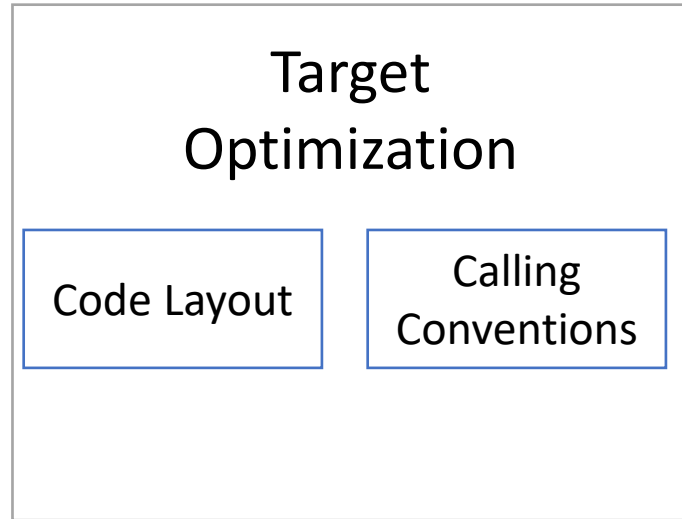 Target
Optimization
Code Layout
Calling
Conventions